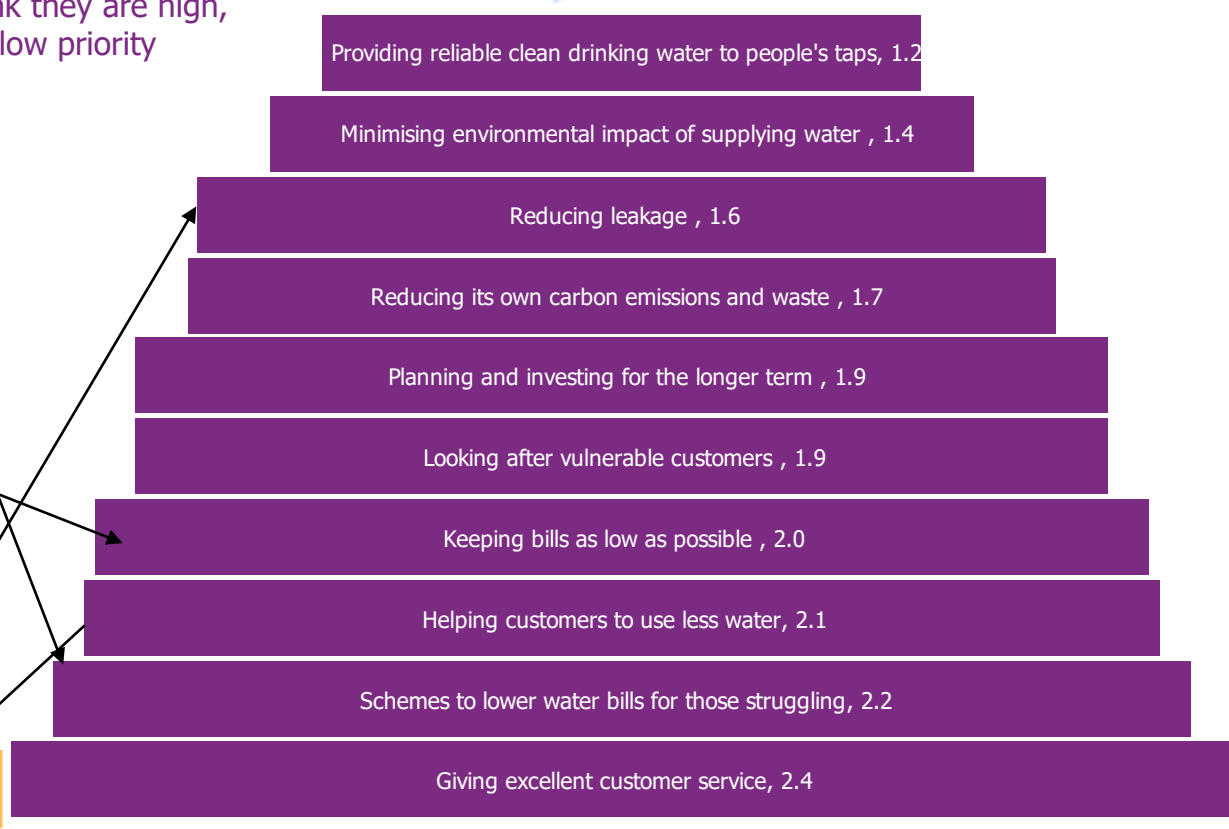 they are high,
low priority
Providing reliable clean drinking water to people's taps, 1.2
Minimising environmental impact of supplying water , 1.4
Reducing leakage , 1.6
Reducing its own carbon emissions and waste , 1.7
Planning and investing for the longer term , 1.9
Looking after vulnerable customers , 1.9
Keeping bills as low as possible , 2.0
Helping customers to use less water, 2.1
Schemes to lower water bills for those struggling, 2.2
Giving excellent customer service, 2.4